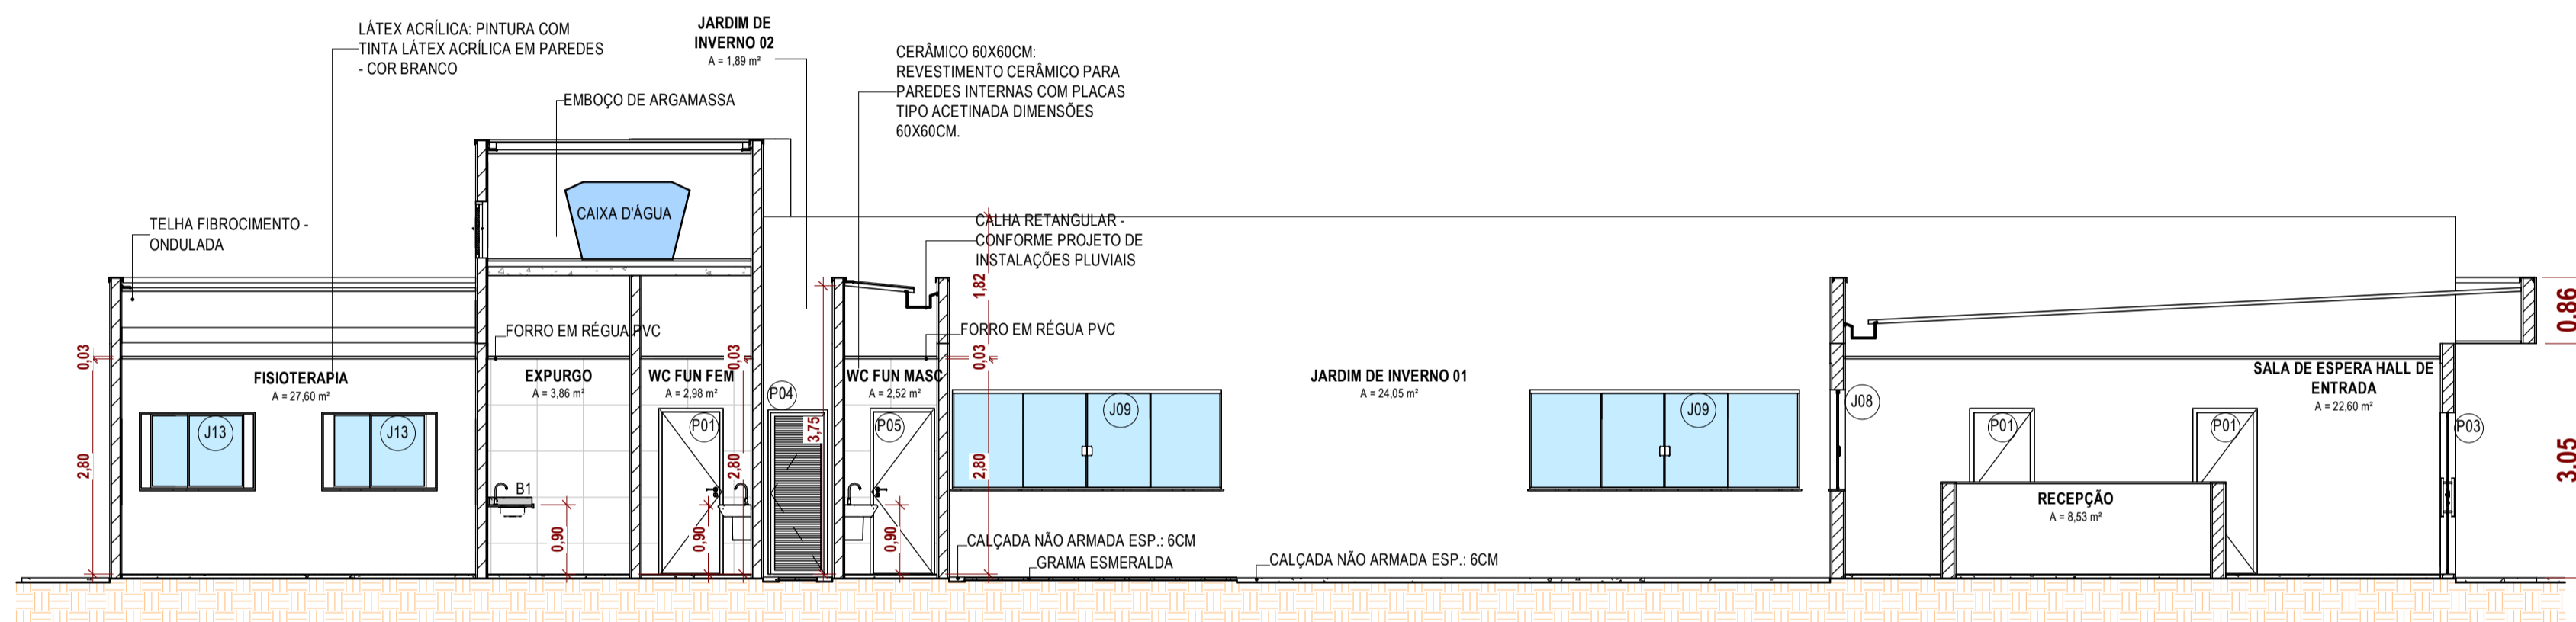 LÁTEX ACRÍLICA: PINTURA COM
TINTA LÁTEX ACRÍLICA EM PAREDES
- COR BRANCO
JARDIM DE
INVERNO 02
A = 1,89 m²
CERÂMICO 60X60CM:
REVESTIMENTO CERÂMICO PARA
PAREDES INTERNAS COM PLACAS
TIPO ACETINADA DIMENSÕES
60X60CM.
EMBOÇO DE ARGAMASSA
CAIXA D'ÁGUA
TELHA FIBROCIMENTO -
ONDULADA
CALHA RETANGULAR -
CONFORME PROJETO DE
INSTALAÇÕES PLUVIAIS
1,82
0,86
FORRO EM RÉGUA PVC
FORRO EM RÉGUA PVC
0,03
0,03
0,03
FISIOTERAPIA
A = 27,60 m²
EXPURGO
A = 3,86 m²
WC FUN FEM
A = 2,98 m²
WC FUN MASC
A = 2,52 m²
JARDIM DE INVERNO 01
A = 24,05 m²
SALA DE ESPERA HALL DE
ENTRADA
A = 22,60 m²
J13
J13
P01
P04
3,75
P05
J09
J09
J08
P01
P01
P03
2,80
2,80
2,80
3,05
B1
0,90
0,90
0,90
RECEPÇÃO
A = 8,53 m²
CALÇADA NÃO ARMADA ESP.: 6CM
GRAMA ESMERALDA
CALÇADA NÃO ARMADA ESP.: 6CM